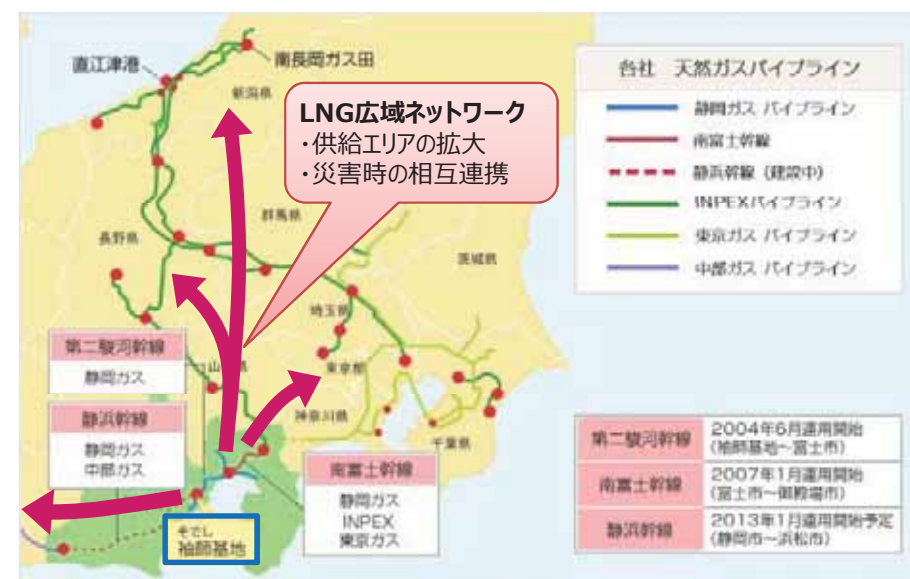 直江津港
南長岡ガス田
新潟県
LNG広域ネットワーク
・供給エリアの拡大
・災害時の相互連携
群馬県
長野県
茨城県
埼玉県
東京都
神奈川県
千葉県
第二駿河幹線
静岡ガス
静浜幹線
静岡ガス
中部ガス
南富士幹線
静岡ガス
INPEX
東京ガス
そでし
袖師基地
各社 天然ガスパイプライン
静岡ガス パイプライン
南富士幹線
静浜幹線（建設中）
INPEXパイプライン
東京ガス パイプライン
中部ガス パイプライン
第二駿河幹線
2004年6月運用開始
（袖師基地～富士市）
南富士幹線
2007年1月運用開始
（富士市～御殿場市）
静浜幹線
2013年1月運用開始予定
（静岡市～浜松市）